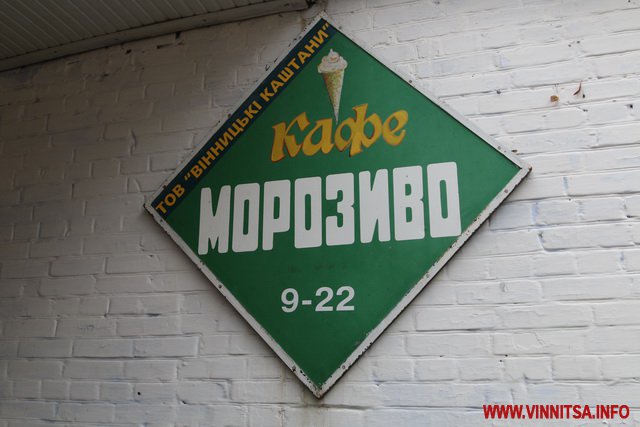 ТОВ "ВІННИЦЬКІ КАШТАНИ"
Кафе
МОРОЗИВО
9-22
WWW.VINNITSA.INFO